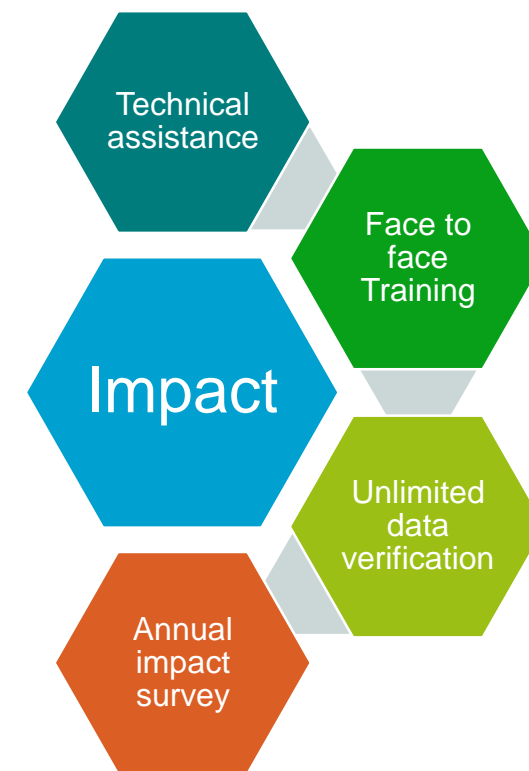 Technical
assistance
Face to
face
Training
Impact
Unlimited
data
verification
Annual
impact
survey